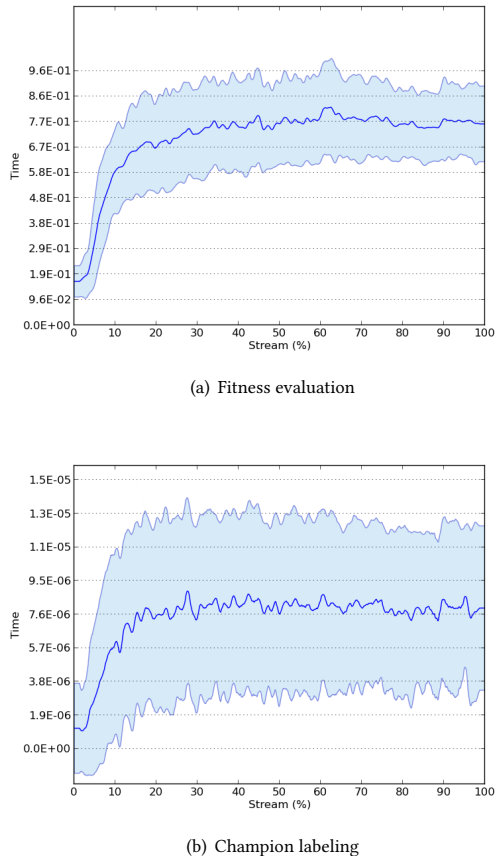 9.6E-01
8.6E-01
7.7E-01
6.7E-01
5.8E-01
4.8E-01
3.8E-01
2.9E-01
1.9E-01
9.6E-02
0.0E+00
Time
0 10 20 30 40 50 60 70 80 90 100
Stream (%)
(a) Fitness evaluation
1.5E-05
1.3E-05
1.1E-05
9.5E-06
7.6E-06
5.7E-06
3.8E-06
1.9E-06
0.0E+00
Time
0 10 20 30 40 50 60 70 80 90 100
Stream (%)
(b) Champion labeling